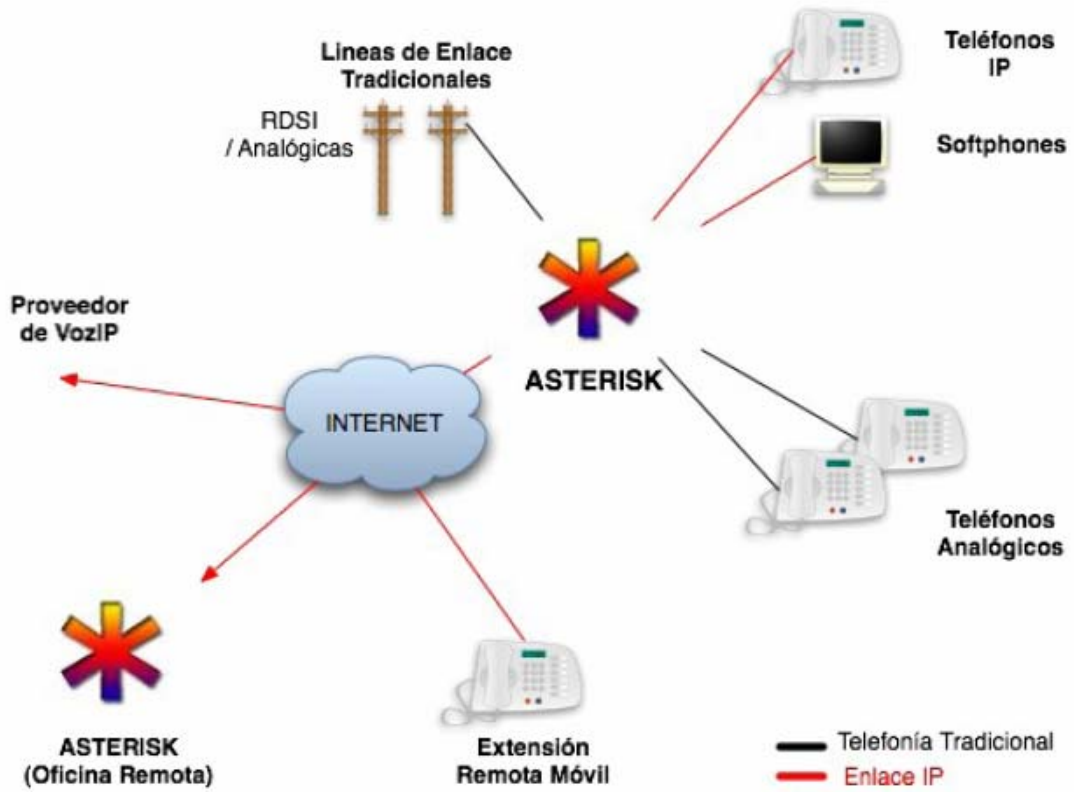 Lineas de Enlace
Tradicionales
RDSI
/ Analógicas
Teléfonos
IP
Softphones
Proveedor
de VozIP
ASTERISK
INTERNET
Teléfonos
Analógicos
ASTERISK
(Oficina Remota)
Extensión
Remota Móvil
Telefonía Tradicional
Enlace IP